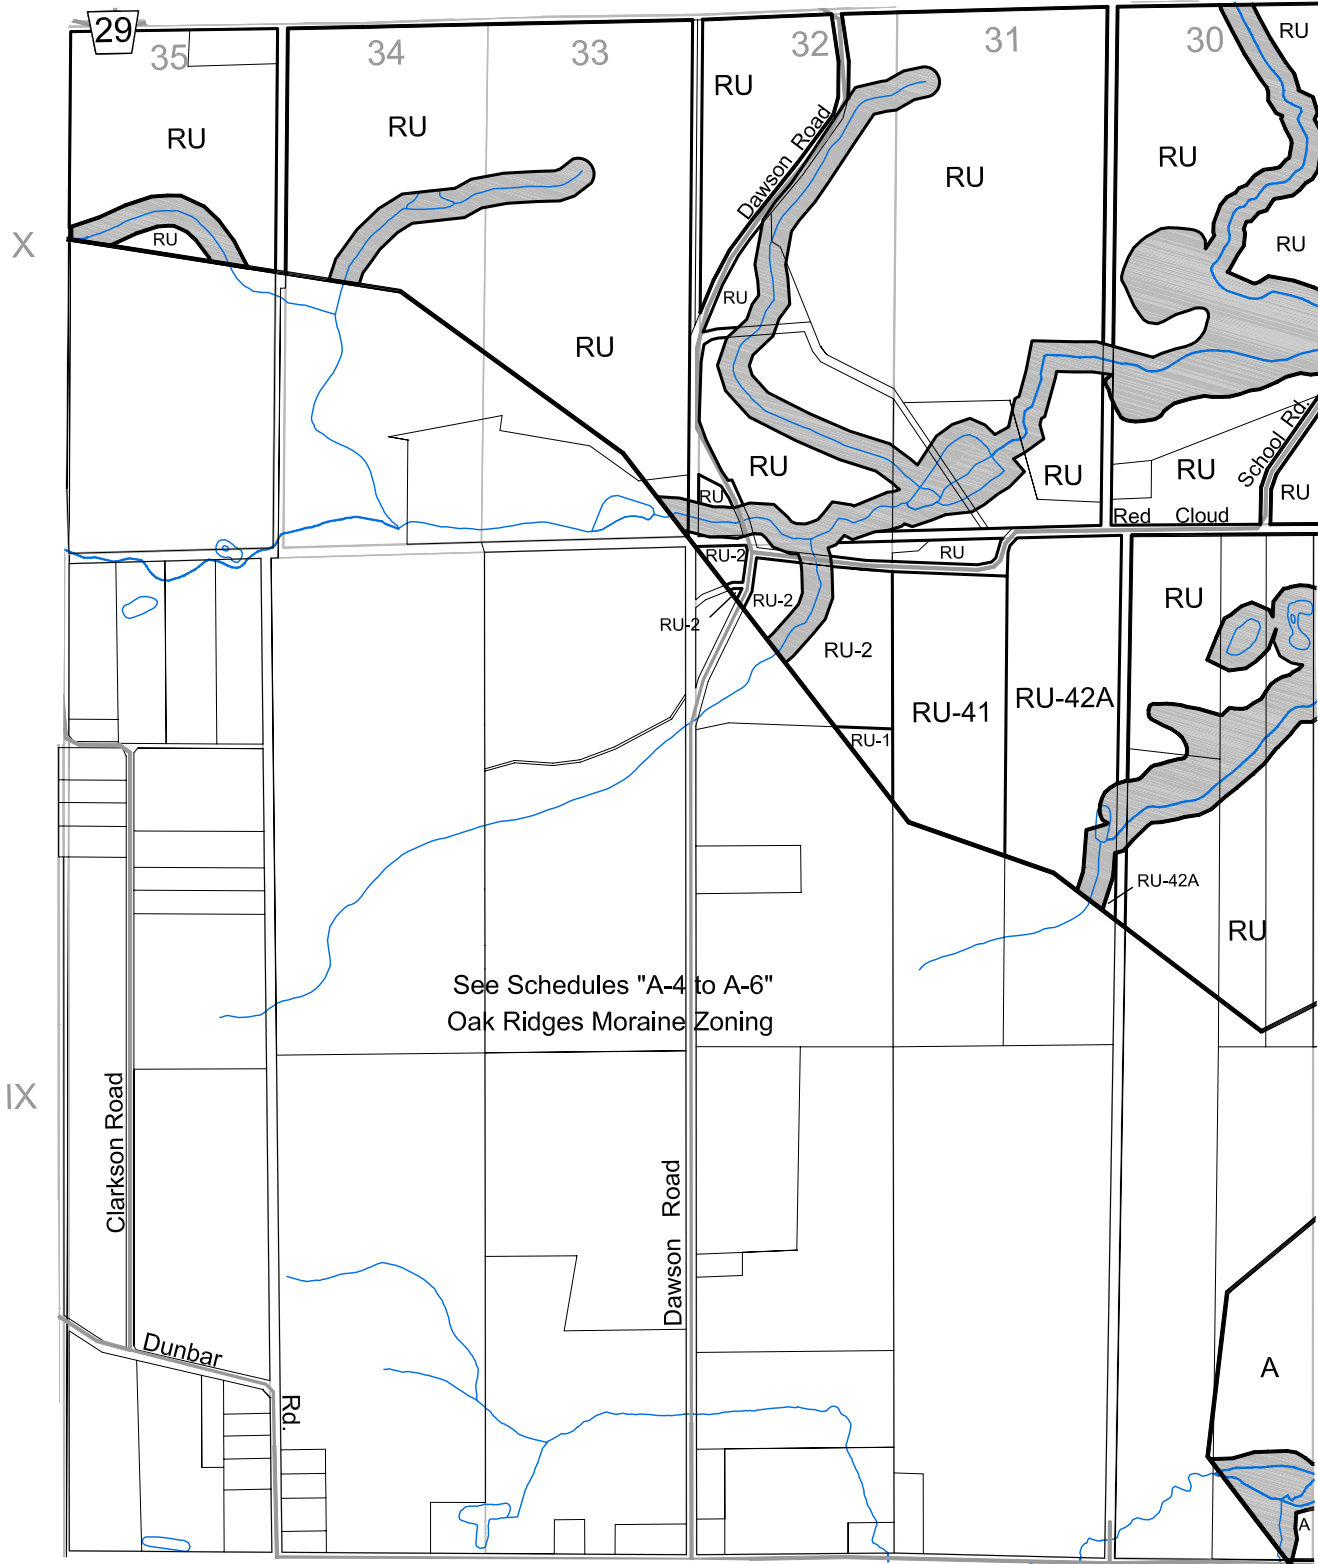 29
35
34
33
32
31
30
RU
RU
RU
RU
RU
RU
RU
Dawson Road
RU
RU
X
RU
RU
RU
School Rd.
RU
RU
RU
RU
RU
Red Cloud
RU-2
RU
RU-2
RU
RU-2
RU-2
RU-41
RU-42A
RU-1
RU-42A
RU
See Schedules "A-4 to A-6"
Oak Ridges Moraine Zoning
IX
Clarkson Road
Dawson Road
Dunbar
Rd.
A
A